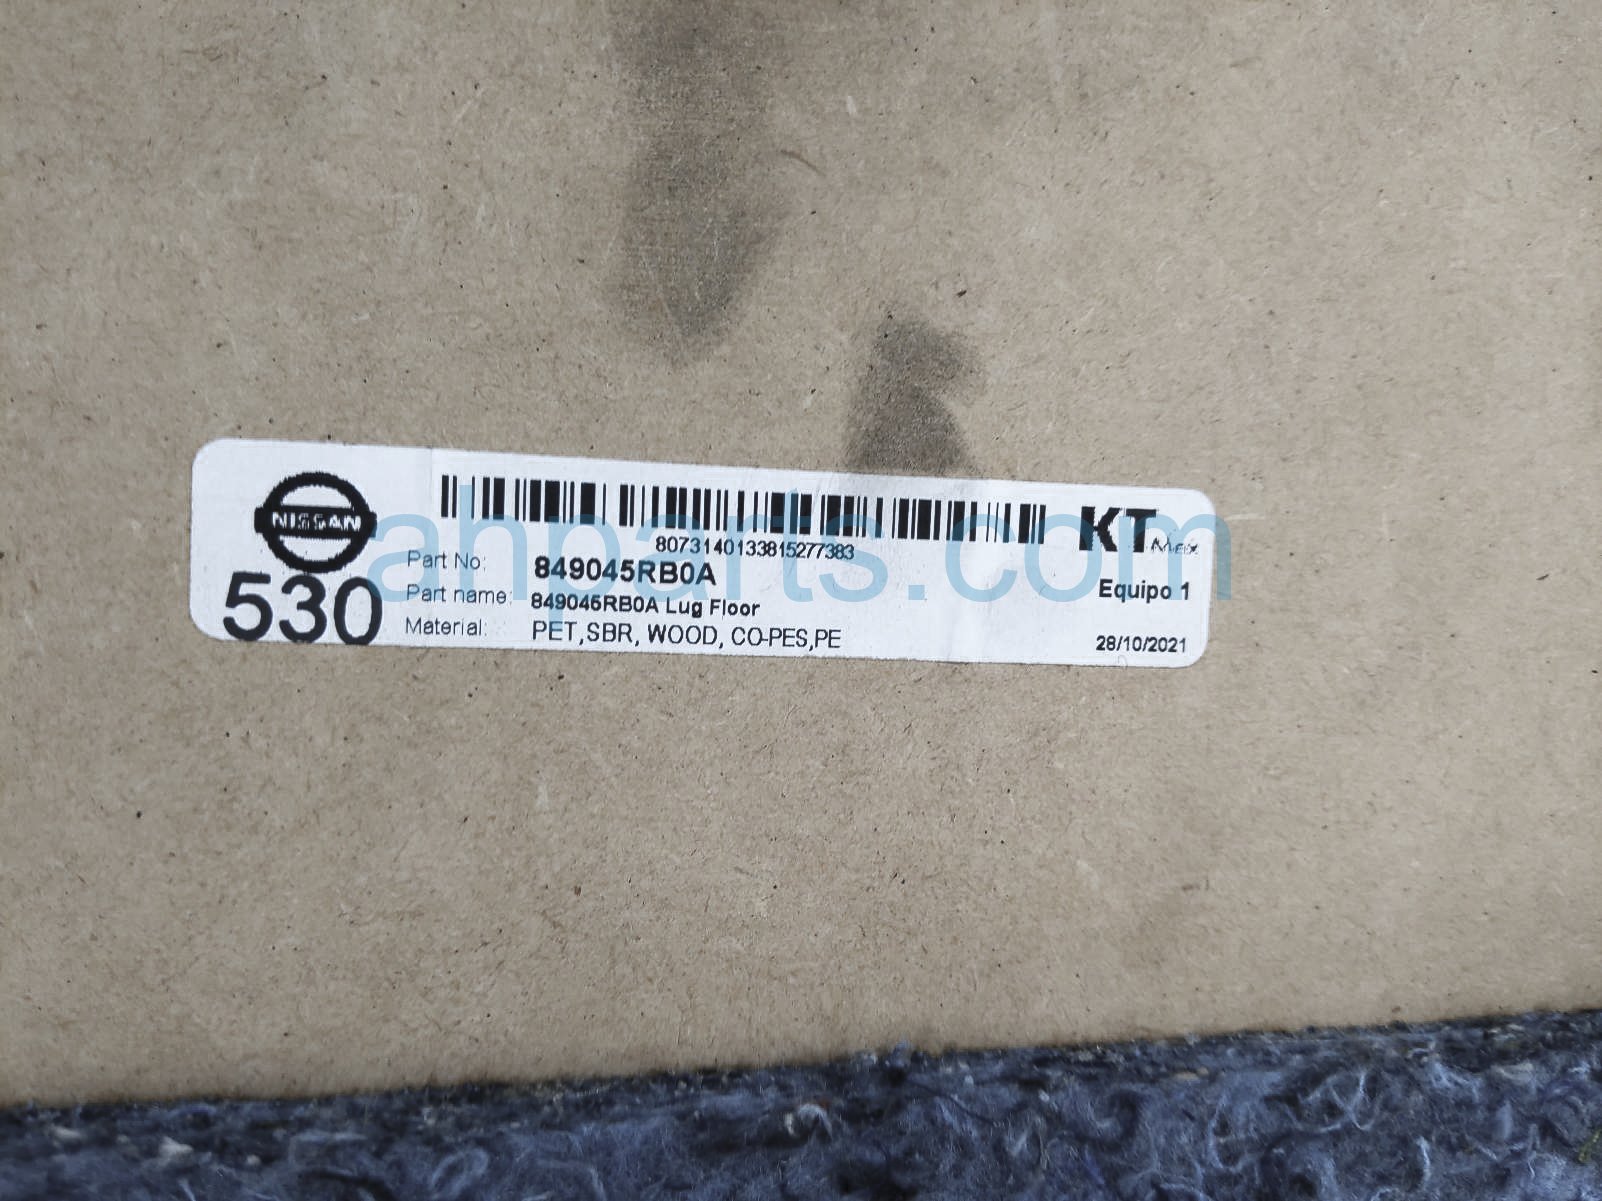 NISSAN
530
8073140133815277383
Part No: 849045RB0A
Part name: 849045RB0A Lug Floor
Material: PET,SBR, WOOD, CO-PES,PE
KT Mex
Equipo 1
28/10/2021
ahparts.com